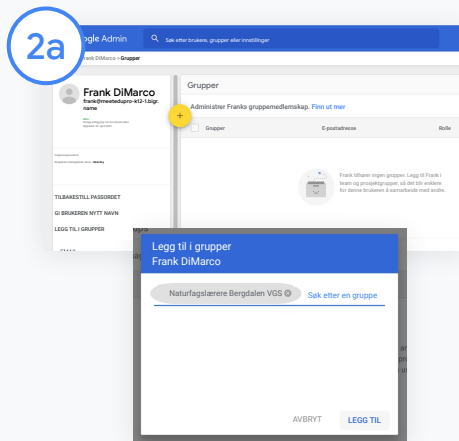 2a
ogle Admin
Søk etter brukere, grupper eller innstillinger
rank DiMarco > Grupper
Frank DiMarco
frank@meetedupro-k12-1.bigr.
name
Grupper
Administrer Franks gruppemedlemskap. Finn ut mer
+
Grupper E-postadresse Rolle
Frank tilhører ingen grupper. Legg til Frank i
team og prosjektgrupper, så det blir enklere
for denne brukeren å samarbeide med andre.
TILBAKESTILL PASSORDET
GI BRUKEREN NYTT NAVN
LEGG TIL I GRUPPER
Legg til i grupper
Frank DiMarco
Naturfagslærere Bergdalen VGS
Søk etter en gruppe
AVBRYT LEGG TIL